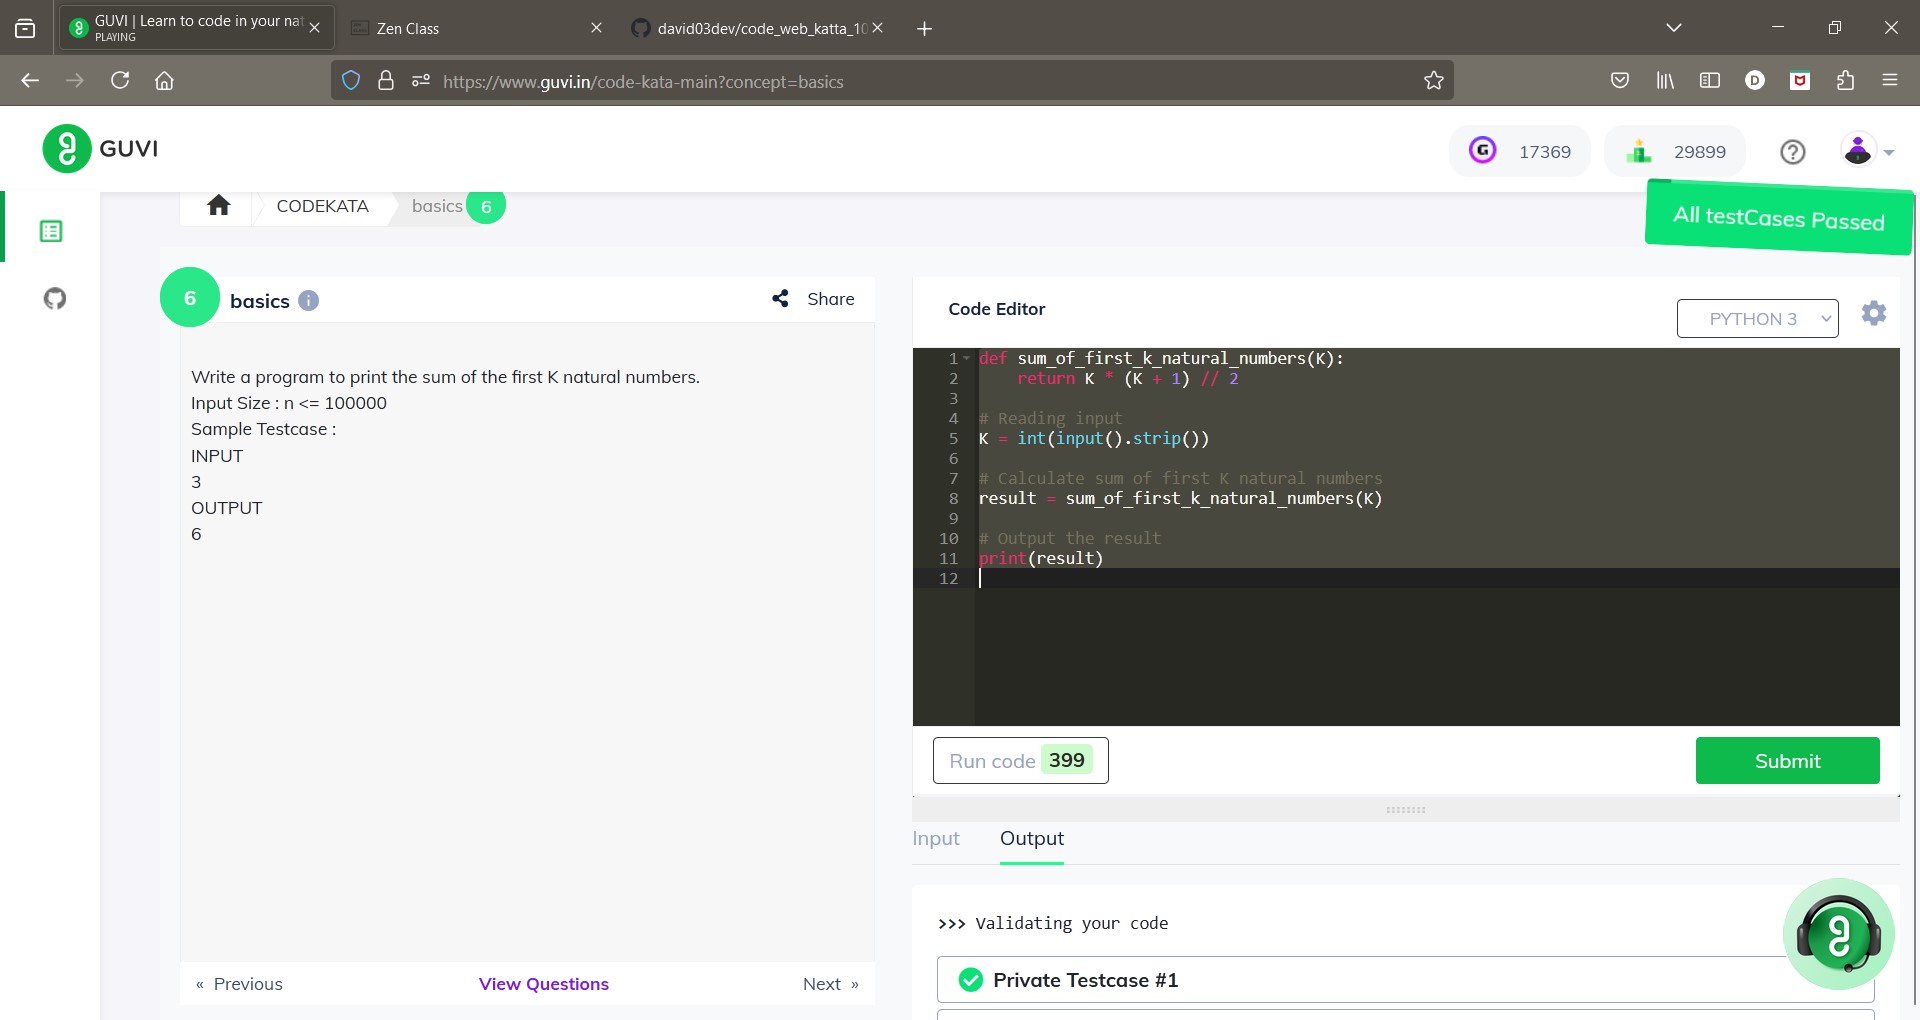 GUVI | Learn to code in your nat
PLAYING
Zen Class
david03dev/code_web_katta_10
https://www.guvi.in/code-kata-main?concept=basics
D
GUVI
G
17369
29899
CODEKATA
basics
6
All testCases Passed
6
basics
Share
Write a program to print the sum of the first K natural numbers.
Input Size : n <= 100000
Sample Testcase :
INPUT
3
OUTPUT
6
« Previous
View Questions
Next »
Code Editor
PYTHON 3
1 def sum_of_first_k_natural_numbers(K):
2     return K * (K + 1) // 2
3
4 # Reading input
5 K = int(input().strip())
6
7 # Calculate sum of first K natural numbers
8 result = sum_of_first_k_natural_numbers(K)
9
10 # Output the result
11 print(result)
12
Run code 399
Submit
Input
Output
>>> Validating your code
Private Testcase #1